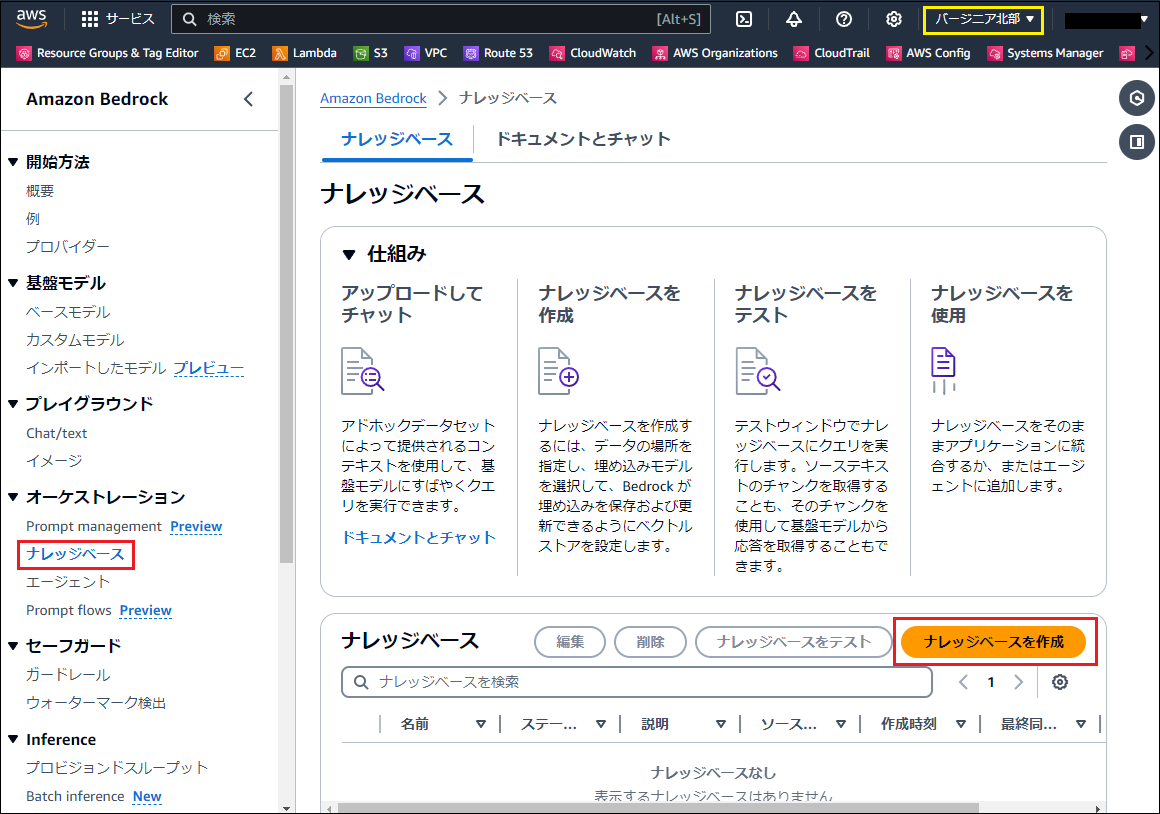 aws
サービス
検索
[Alt+S]
バージニア北部
Resource Groups & Tag Editor
EC2
Lambda
S3
VPC
Route 53
CloudWatch
AWS Organizations
CloudTrail
AWS Config
Systems Manager
Amazon Bedrock
開始方法
概要
例
プロバイダー
基盤モデル
ベースモデル
カスタムモデル
インポートしたモデル プレビュー
プレイグラウンド
Chat/text
イメージ
オーケストレーション
Prompt management Preview
ナレッジベース
エージェント
Prompt flows Preview
セーフガード
ガードレール
ウォーターマーク検出
Inference
プロビジョンドスループット
Batch inference New
Amazon Bedrock
ナレッジベース
ナレッジベース
ドキュメントとチャット
ナレッジベース
仕組み
アップロードして
チャット
アドホックデータセット
によって提供されるコン
テキストを使用して、基
盤モデルにすばやくクエ
リを実行できます。
ドキュメントとチャット
ナレッジベースを
作成
ナレッジベースを作成す
るには、データの場所を
指定し、埋め込みモデル
を選択して、Bedrock が
埋め込みを保存および更
新できるようにベクトル
ストアを設定します。
ナレッジベースを
テスト
テストウィンドウでナレ
ッジベースにクエリを実
行します。ソーステキス
トのチャンクを取得する
ことも、そのチャンクを
使用して基盤モデルから
応答を取得することもで
きます。
ナレッジベースを
使用
ナレッジベースをそのま
まアプリケーションに統
合するか、またはエージ
ェントに追加します。
ナレッジベース
編集
削除
ナレッジベースをテスト
ナレッジベースを作成
ナレッジベースを検索
1
名前
ステー...
説明
ソース...
作成時刻
最終同...
ナレッジベースなし
表示するナレッジベースはありません